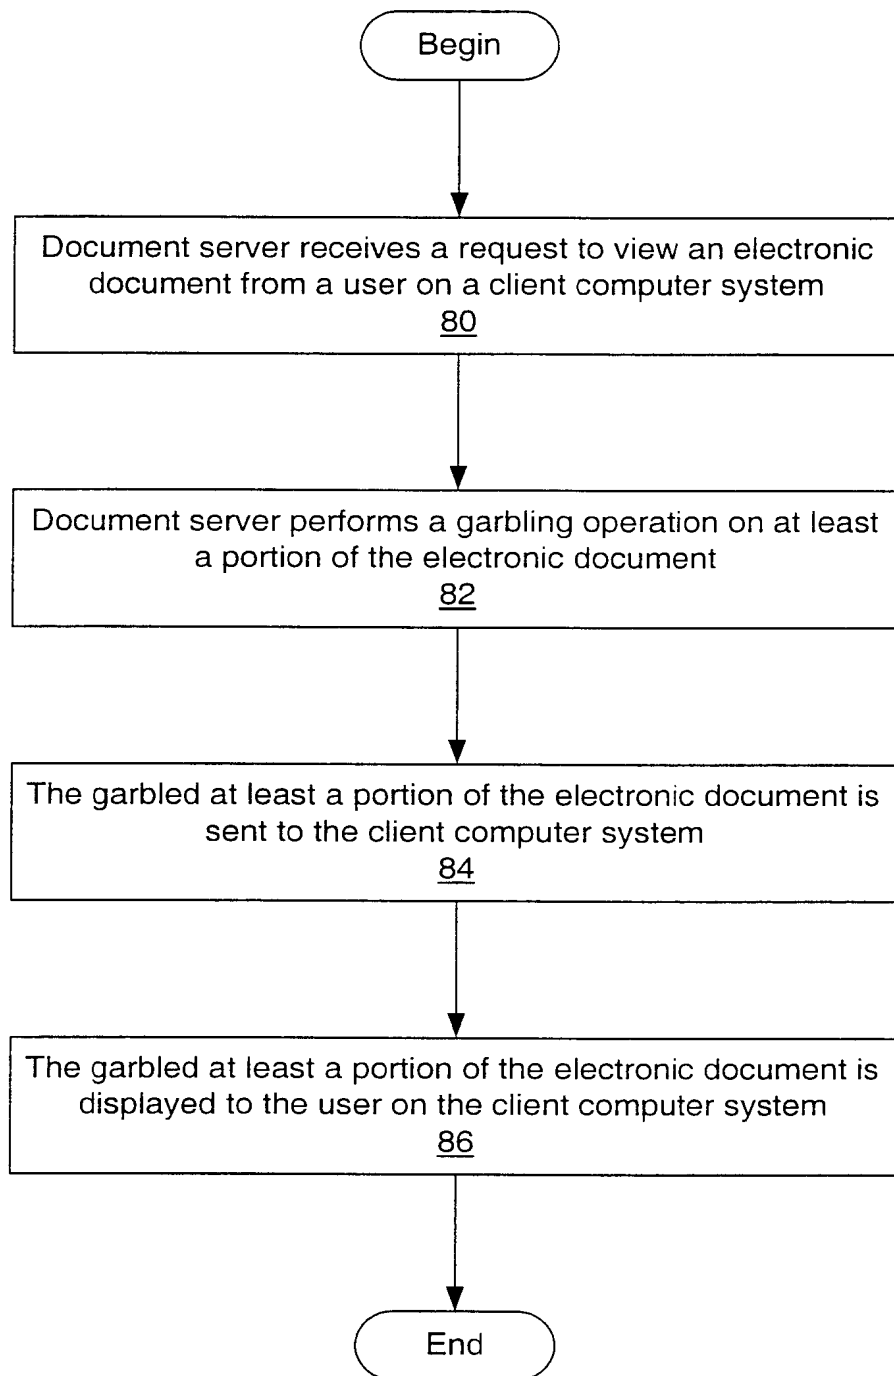 Begin
Document server receives a request to view an electronic
document from a user on a client computer system
80
Document server performs a garbling operation on at least
a portion of the electronic document
82
The garbled at least a portion of the electronic document is
sent to the client computer system
84
The garbled at least a portion of the electronic document is
displayed to the user on the client computer system
86
End